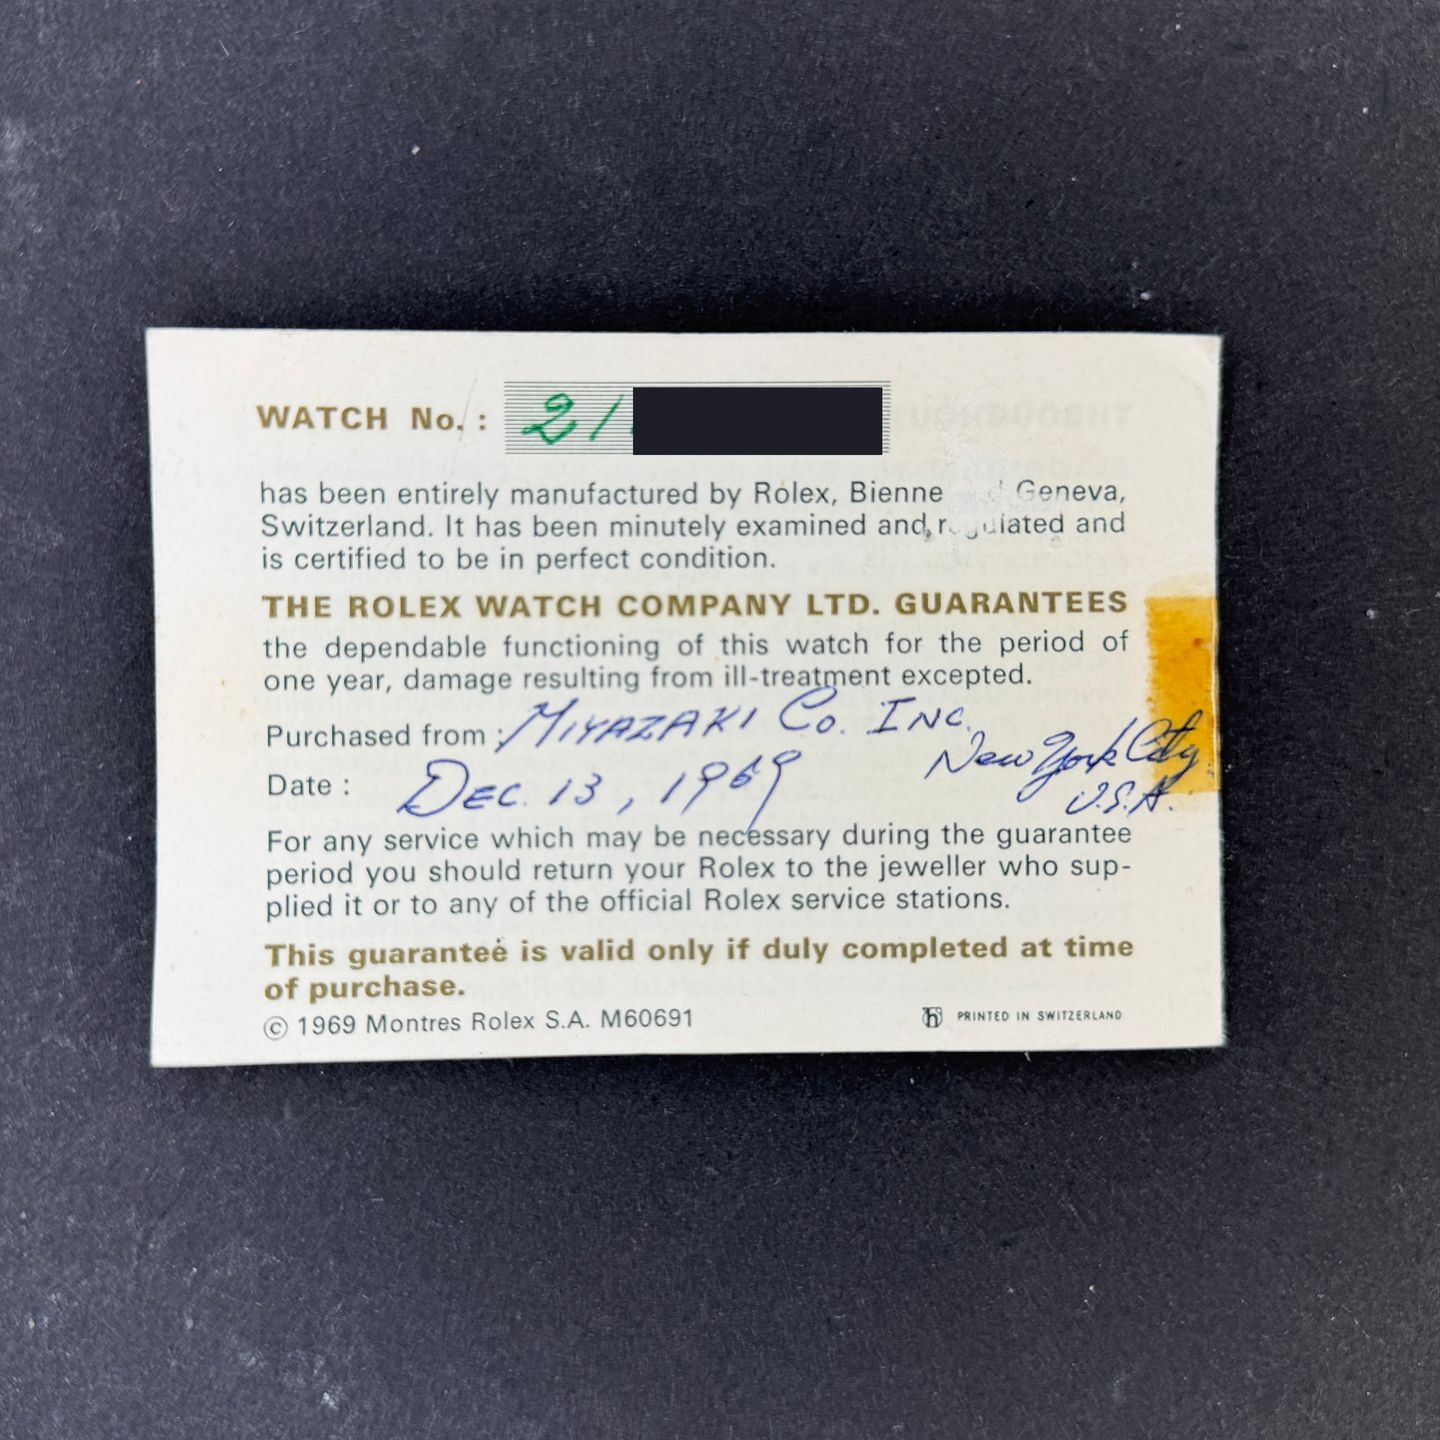 WATCH No. : 21
has been entirely manufactured by Rolex, Bienne Geneva,
Switzerland. It has been minutely examined and regulated and
is certified to be in perfect condition.
THE ROLEX WATCH COMPANY LTD. GUARANTEES
the dependable functioning of this watch for the period of
one year, damage resulting from ill-treatment excepted.
Purchased from : MIYAZAKI Co. INC.
New York City
U.S.A.
Date : DEC. 13, 1969
For any service which may be necessary during the guarantee
period you should return your Rolex to the jeweller who sup-
plied it or to any of the official Rolex service stations.
This guarantee is valid only if duly completed at time
of purchase.
© 1969 Montres Rolex S.A. M60691
PRINTED IN SWITZERLAND